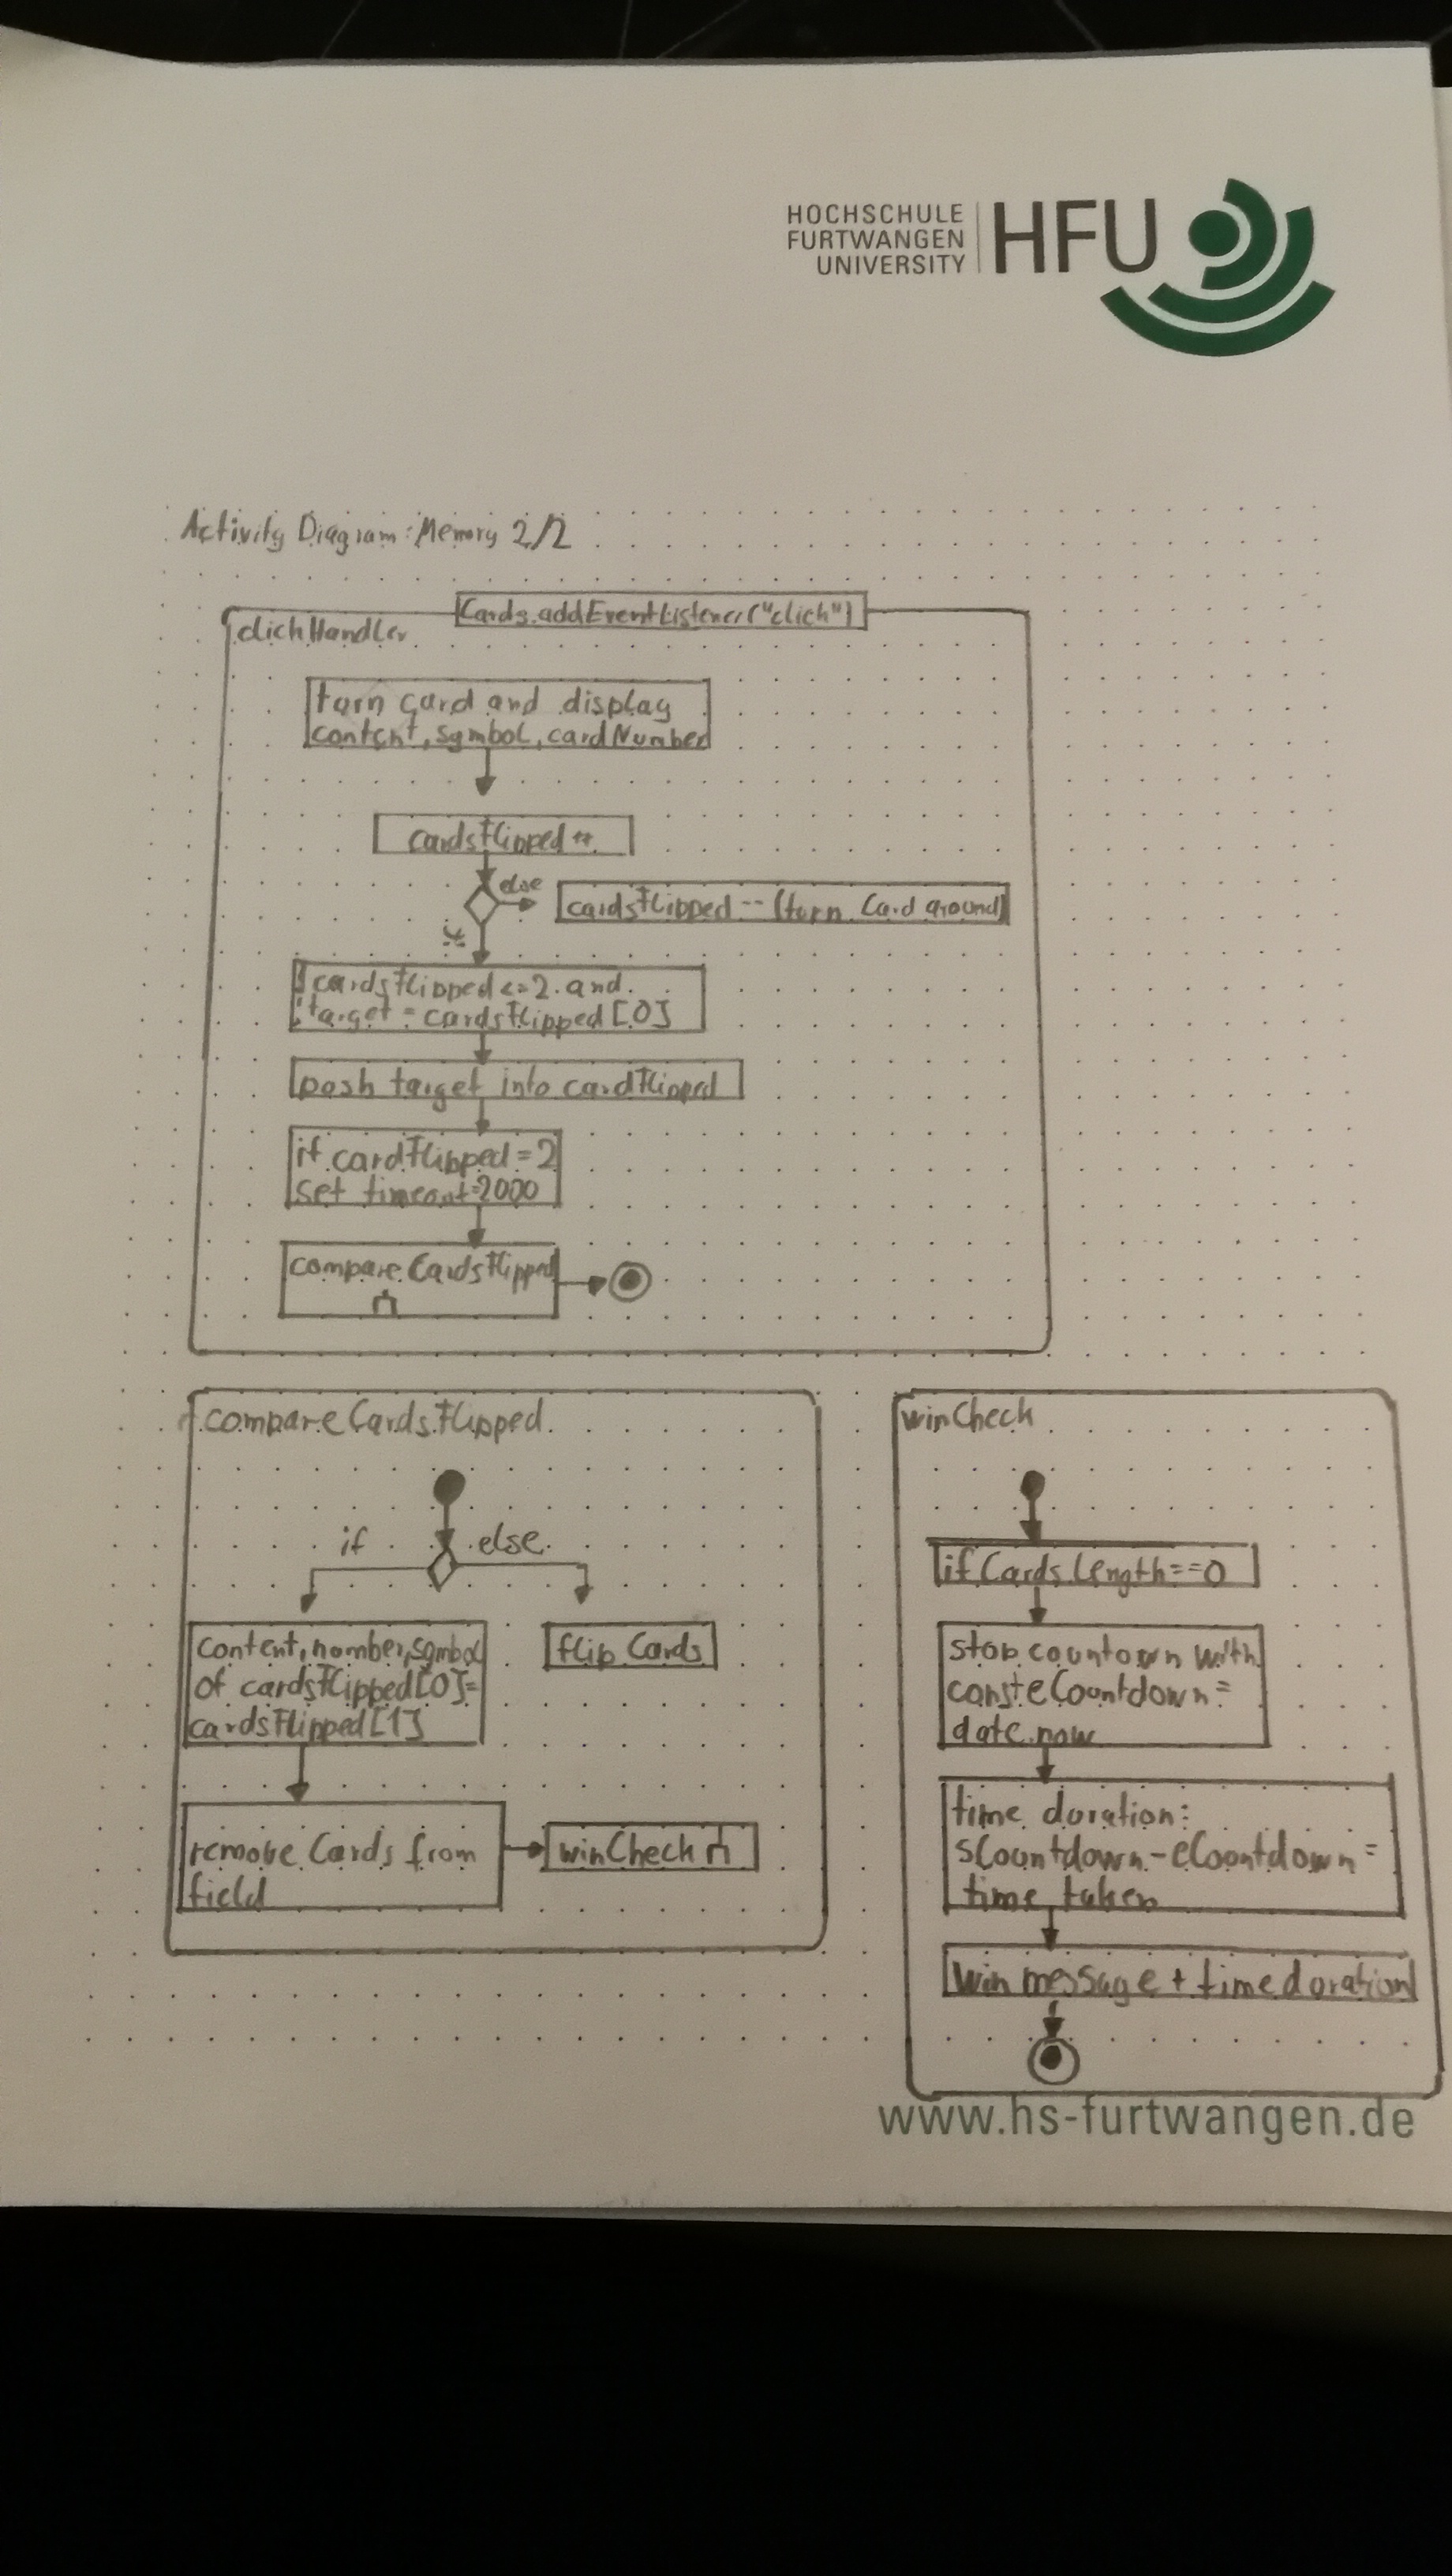 HOCHSCHULE
FURTWANGEN
UNIVERSITY
HFU
Activity Diagram: Memory 2/2
Cards.addEventListener("click")
clickHandler
turn card and display
content, symbol, cardNumber
cardsFlipped++
else
cardsFlipped-- (turn Card around)
if
cardsFlipped<=2 and
target = cardsFlipped[0]
push target into cardFlipped
if cardFlipped=2
set timeout=2000
compareCardsFlipped
compareCardsFlipped
if
else
content, number, symbol
of cardsFlipped[0]=
cardsFlipped[1]
flip Cards
remove Cards from
field
winCheck
winCheck
if Cards.length==0
stop countown with
const eCountdown=
date.now
time duration:
sCountdown-eCountdown=
time taken
Win message + time duration
www.hs-furtwangen.de